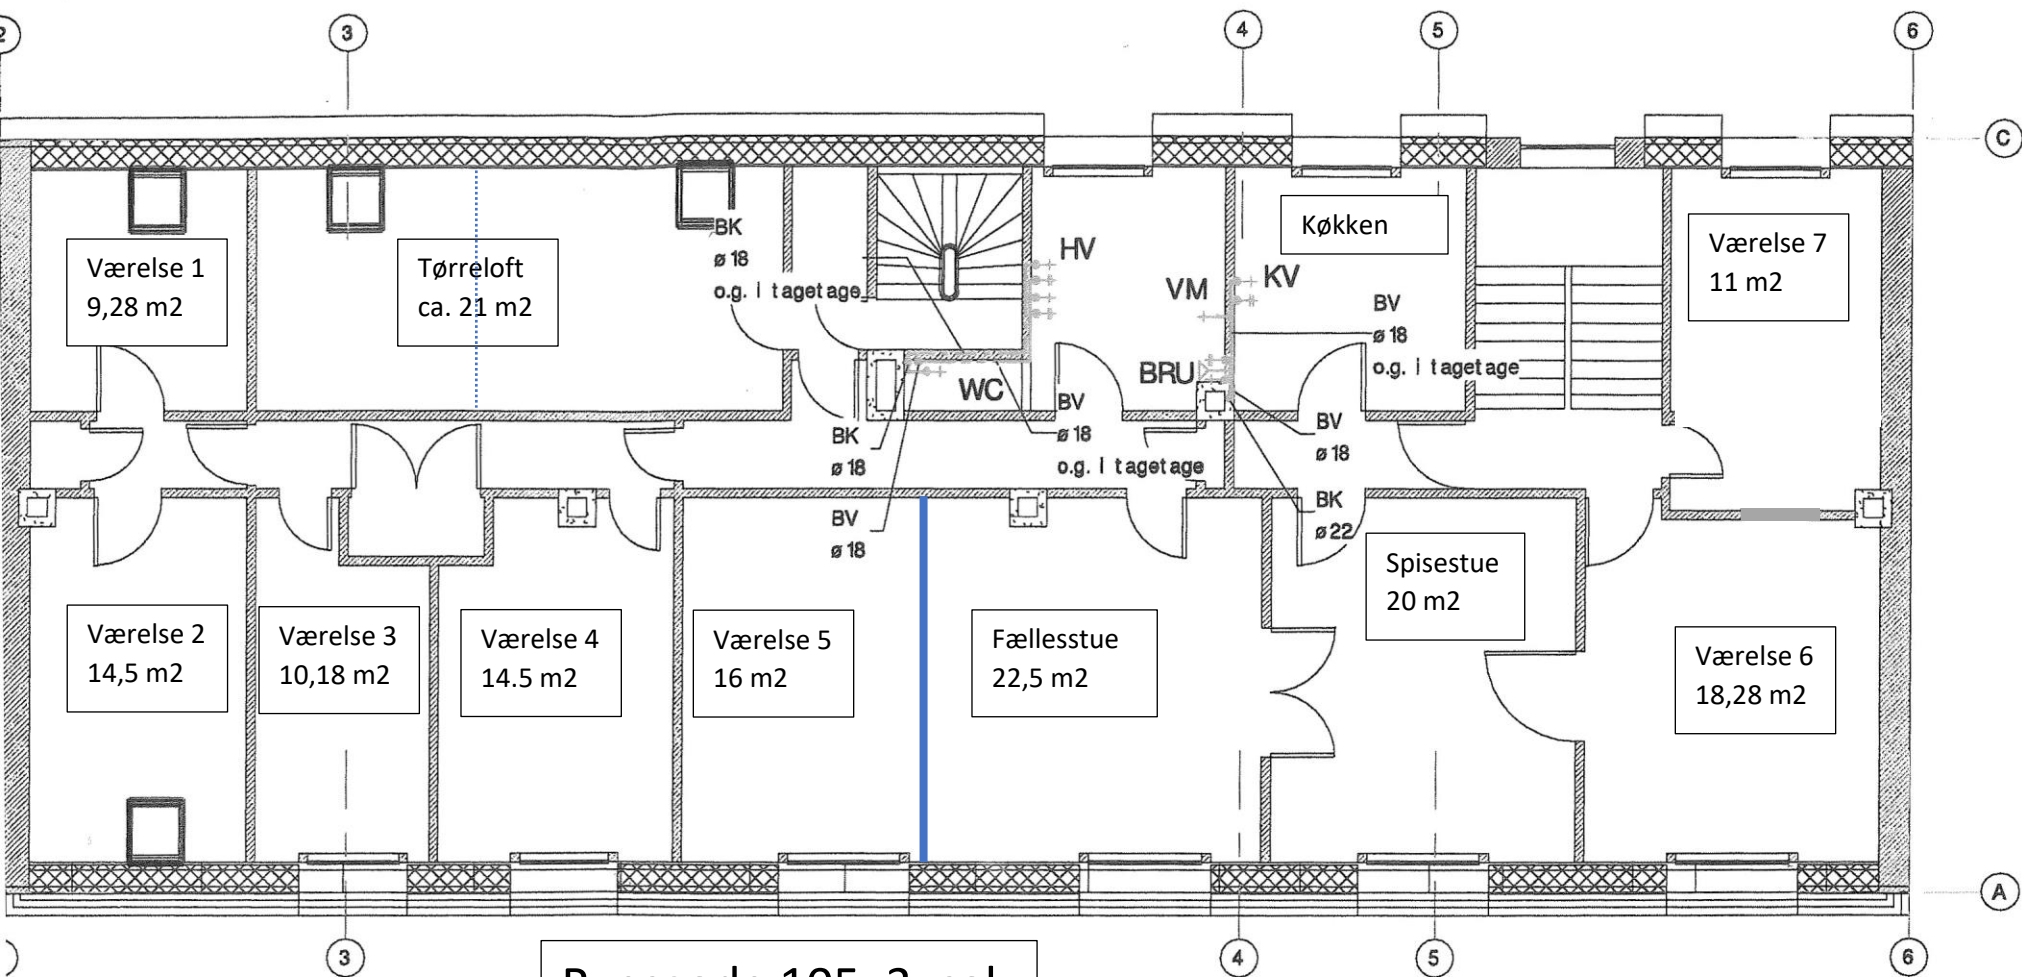 2
3
4
5
6
C
Værelse 1
9,28 m2
Tørreloft
ca. 21 m2
BK
ø 18
o.g. i tagetage
HV
VM
KV
Køkken
BV
ø 18
o.g. i tagetage
Værelse 7
11 m2
WC
BRU
BK
ø 18
BV
ø 18
o.g. i tagetage
BV
ø 18
BV
ø 18
BK
ø 22
Værelse 2
14,5 m2
Værelse 3
10,18 m2
Værelse 4
14.5 m2
Værelse 5
16 m2
Fællesstue
22,5 m2
Spisestue
20 m2
Værelse 6
18,28 m2
A
3
4
5
6